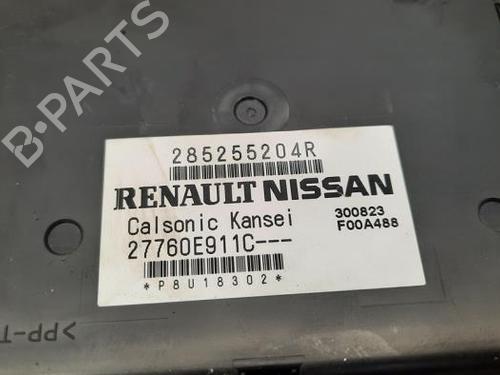 285255204R
RENAULT NISSAN
Calsonic Kansei
300823
27760E911C---
F00A488
*P8U18302*
>PP-T
B-PARTS